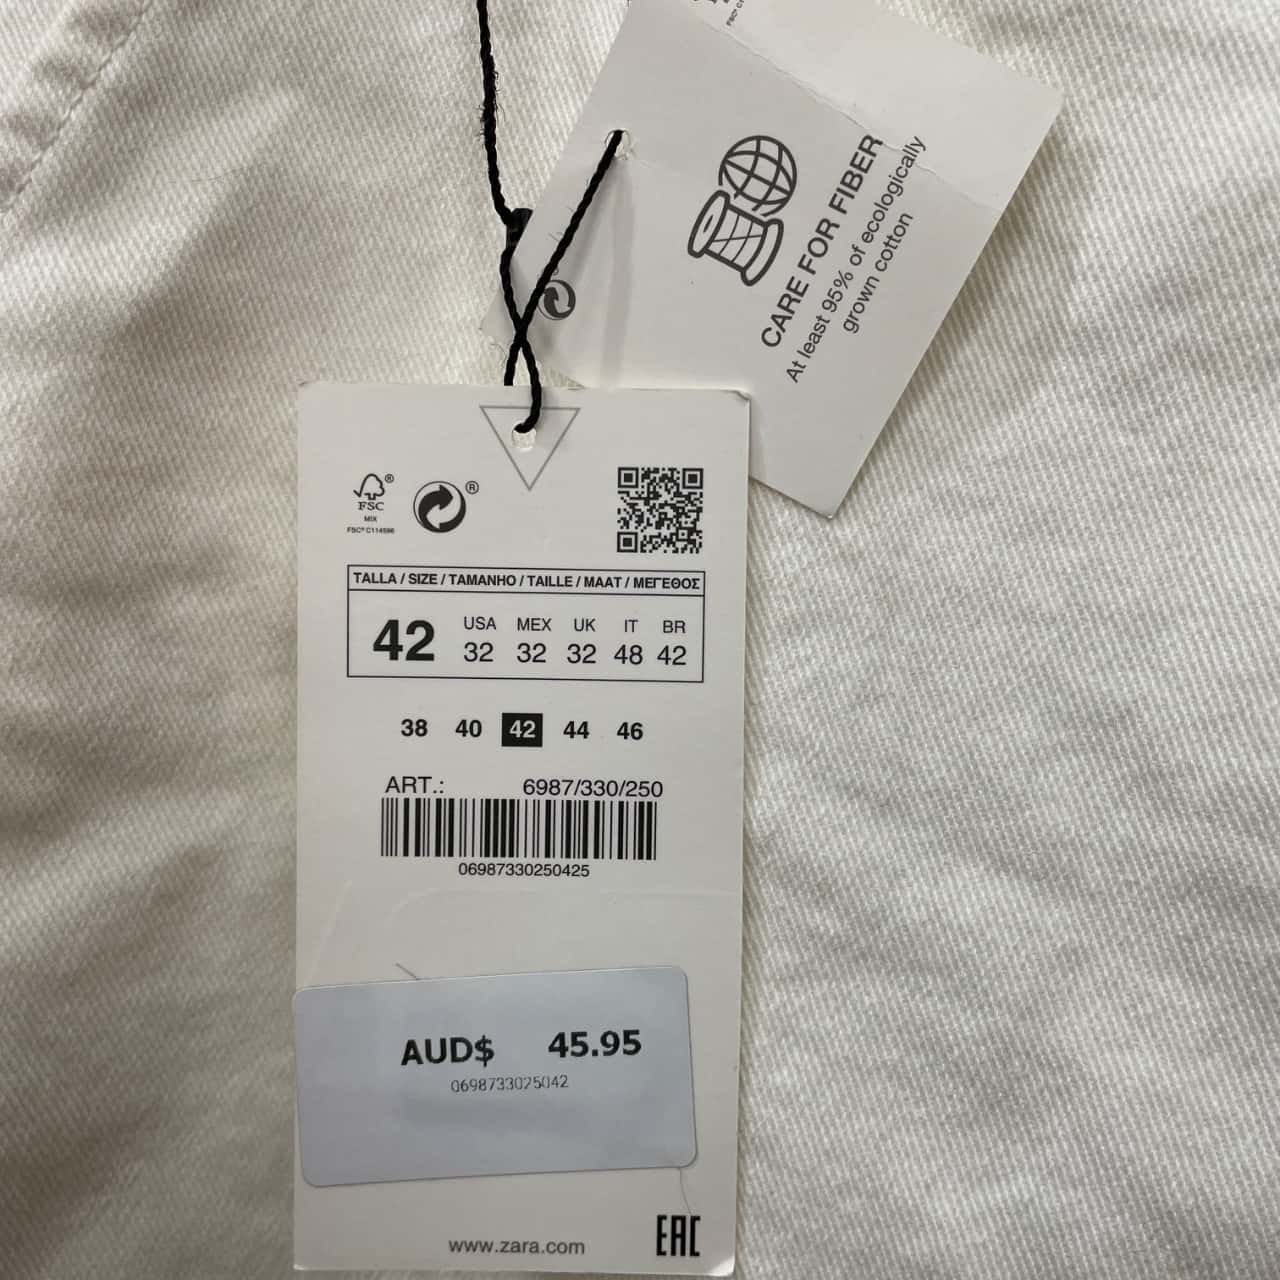 CARE FOR FIBER
At least 95% of ecologically
grown cotton
FSC®
MIX
FSC® C114596
®
TALLA / SIZE / TAMANHO / TAILLE / MAAT / ΜΕΓΕΘΟΣ
42
USA MEX UK IT BR
32 32 32 48 42
38 40 42 44 46
ART.: 6987/330/250
06987330250425
AUD$ 45.95
0698733025042
www.zara.com
EAC